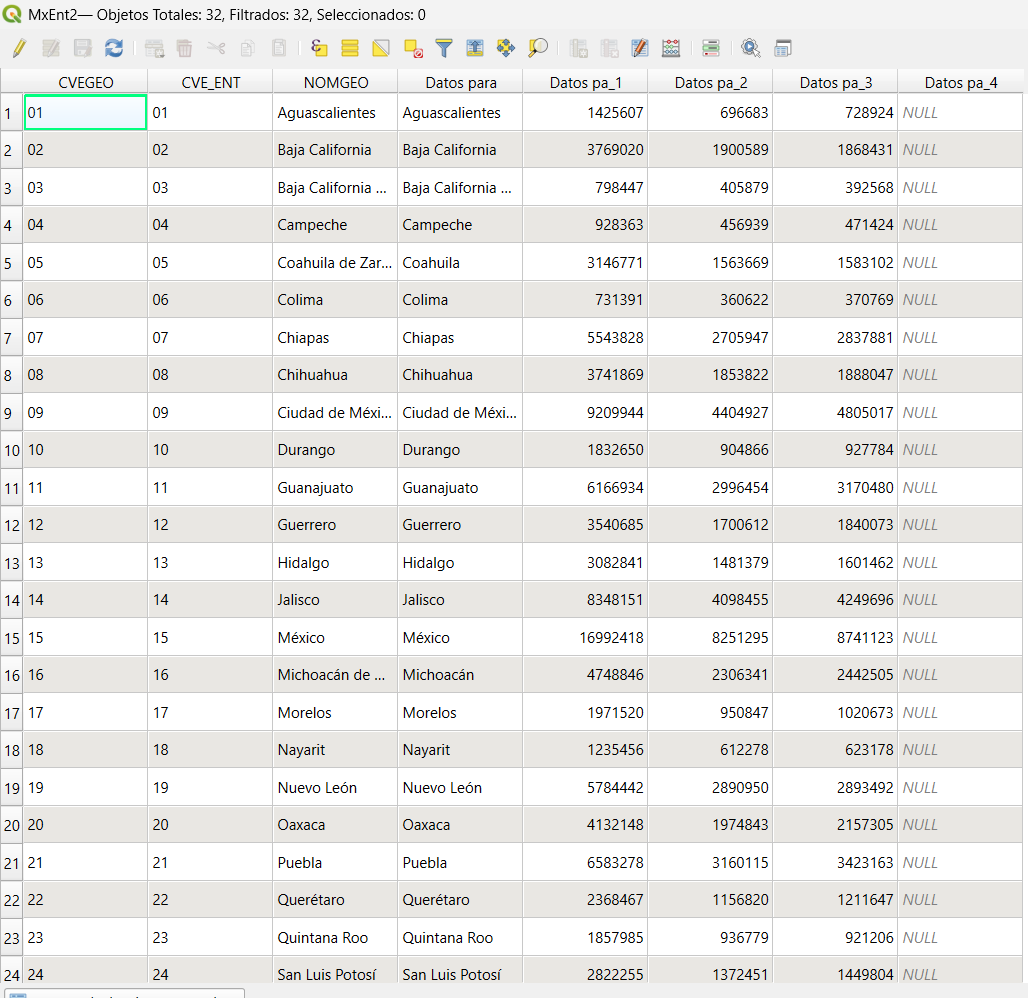 MxEnt2— Objetos Totales: 32, Filtrados: 32, Seleccionados: 0
CVEGEO CVE_ENT NOMGEO Datos para Datos pa_1 Datos pa_2 Datos pa_3 Datos pa_4
1 01 01 Aguascalientes Aguascalientes 1425607 696683 728924 NULL
2 02 02 Baja California Baja California 3769020 1900589 1868431 NULL
3 03 03 Baja California ... Baja California ... 798447 405879 392568 NULL
4 04 04 Campeche Campeche 928363 456939 471424 NULL
5 05 05 Coahuila de Zar... Coahuila 3146771 1563669 1583102 NULL
6 06 06 Colima Colima 731391 360622 370769 NULL
7 07 07 Chiapas Chiapas 5543828 2705947 2837881 NULL
8 08 08 Chihuahua Chihuahua 3741869 1853822 1888047 NULL
9 09 09 Ciudad de Méxi... Ciudad de Méxi... 9209944 4404927 4805017 NULL
10 10 10 Durango Durango 1832650 904866 927784 NULL
11 11 11 Guanajuato Guanajuato 6166934 2996454 3170480 NULL
12 12 12 Guerrero Guerrero 3540685 1700612 1840073 NULL
13 13 13 Hidalgo Hidalgo 3082841 1481379 1601462 NULL
14 14 14 Jalisco Jalisco 8348151 4098455 4249696 NULL
15 15 15 México México 16992418 8251295 8741123 NULL
16 16 16 Michoacán de ... Michoacán 4748846 2306341 2442505 NULL
17 17 17 Morelos Morelos 1971520 950847 1020673 NULL
18 18 18 Nayarit Nayarit 1235456 612278 623178 NULL
19 19 19 Nuevo León Nuevo León 5784442 2890950 2893492 NULL
20 20 20 Oaxaca Oaxaca 4132148 1974843 2157305 NULL
21 21 21 Puebla Puebla 6583278 3160115 3423163 NULL
22 22 22 Querétaro Querétaro 2368467 1156820 1211647 NULL
23 23 23 Quintana Roo Quintana Roo 1857985 936779 921206 NULL
24 24 24 San Luis Potosí San Luis Potosí 2822255 1372451 1449804 NULL